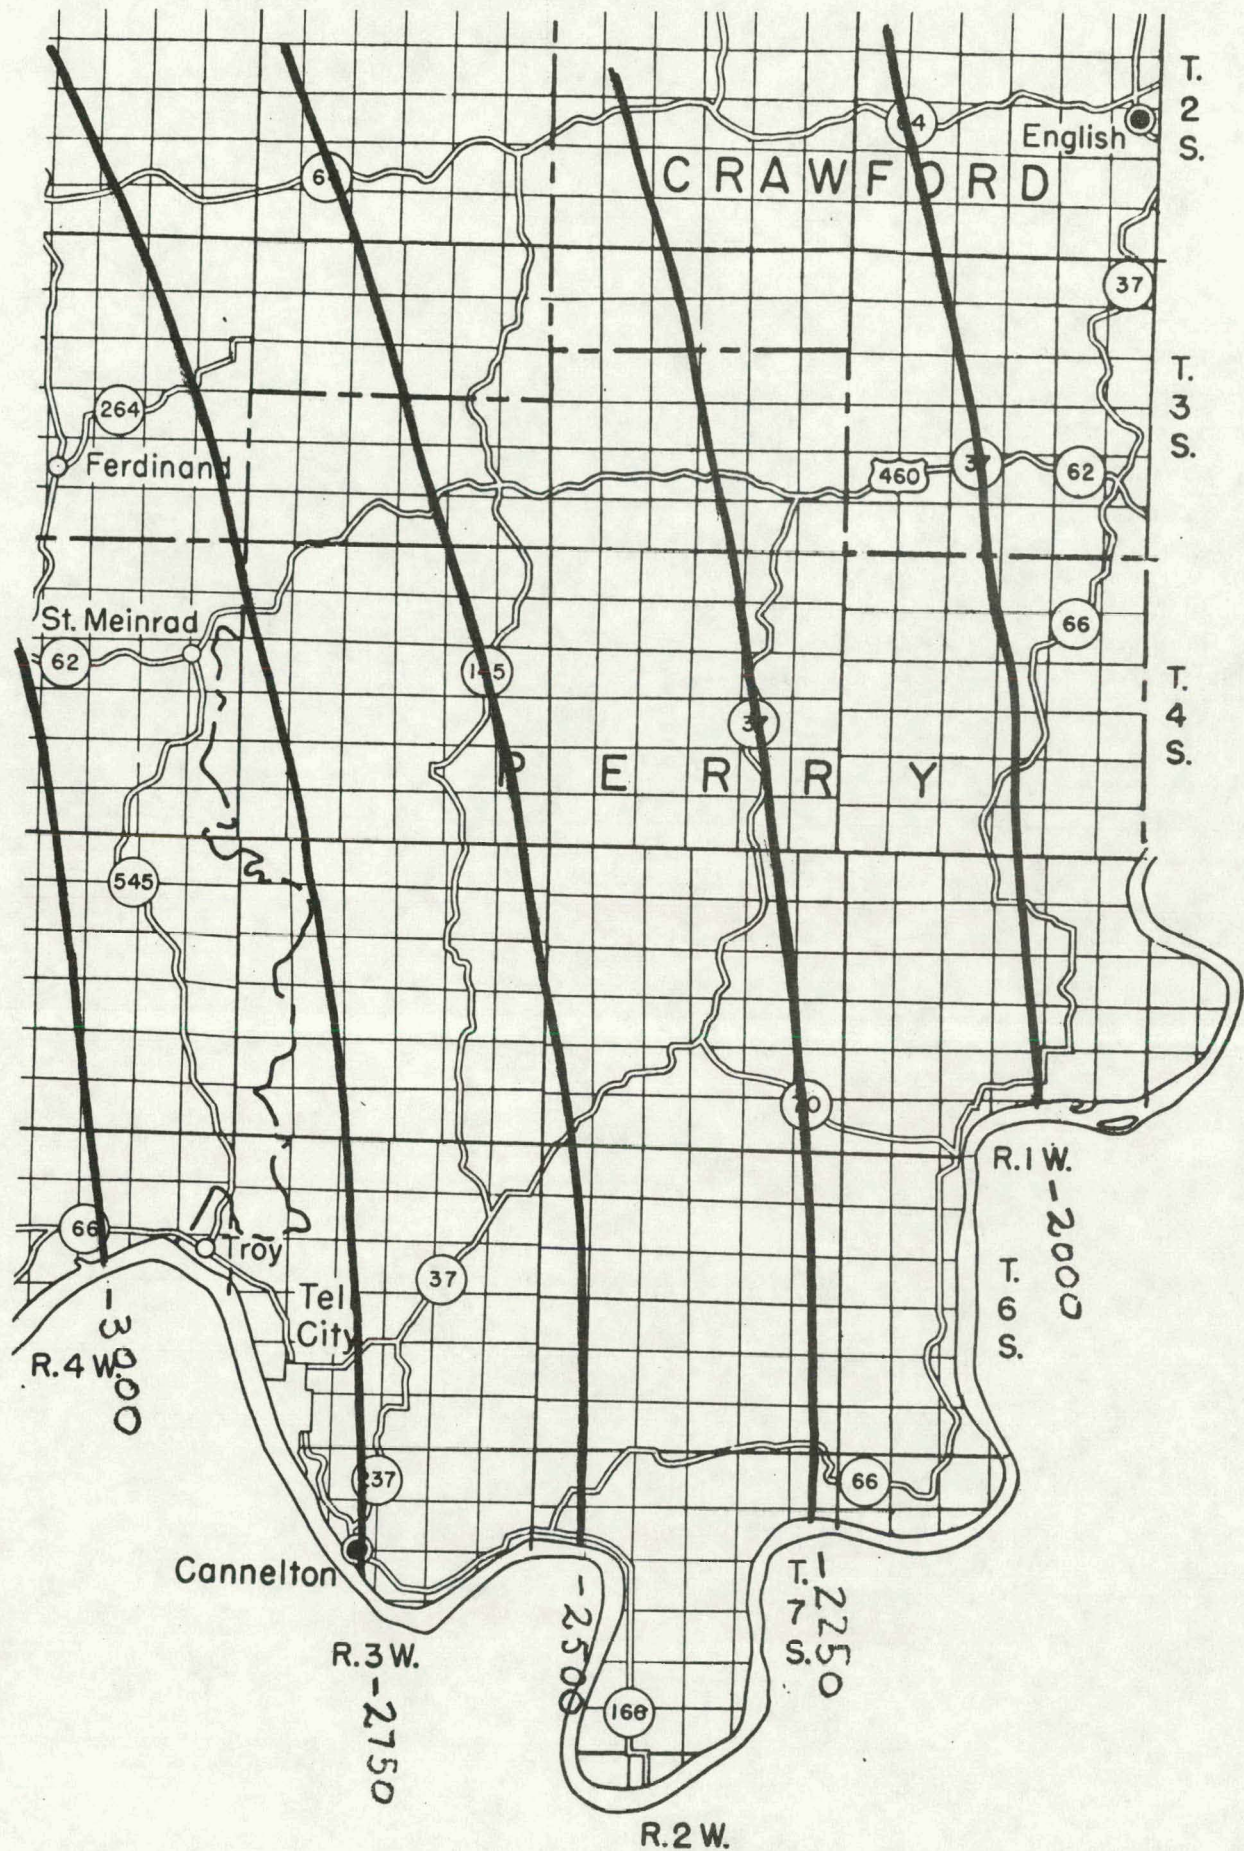 T.
2
S.
64
English
64
CRAWFORD
37
T.
3
S.
264
Ferdinand
460
37
62
St. Meinrad
66
62
145
T.
4
S.
37
PERRY
545
70
R.1 W.
-2000
66
Troy
T.
6
S.
37
Tell
City
-3000
R.4 W.
37
66
Cannelton
T.
7
S.
-2250
-2500
R.3 W.
-2750
166
R.2 W.